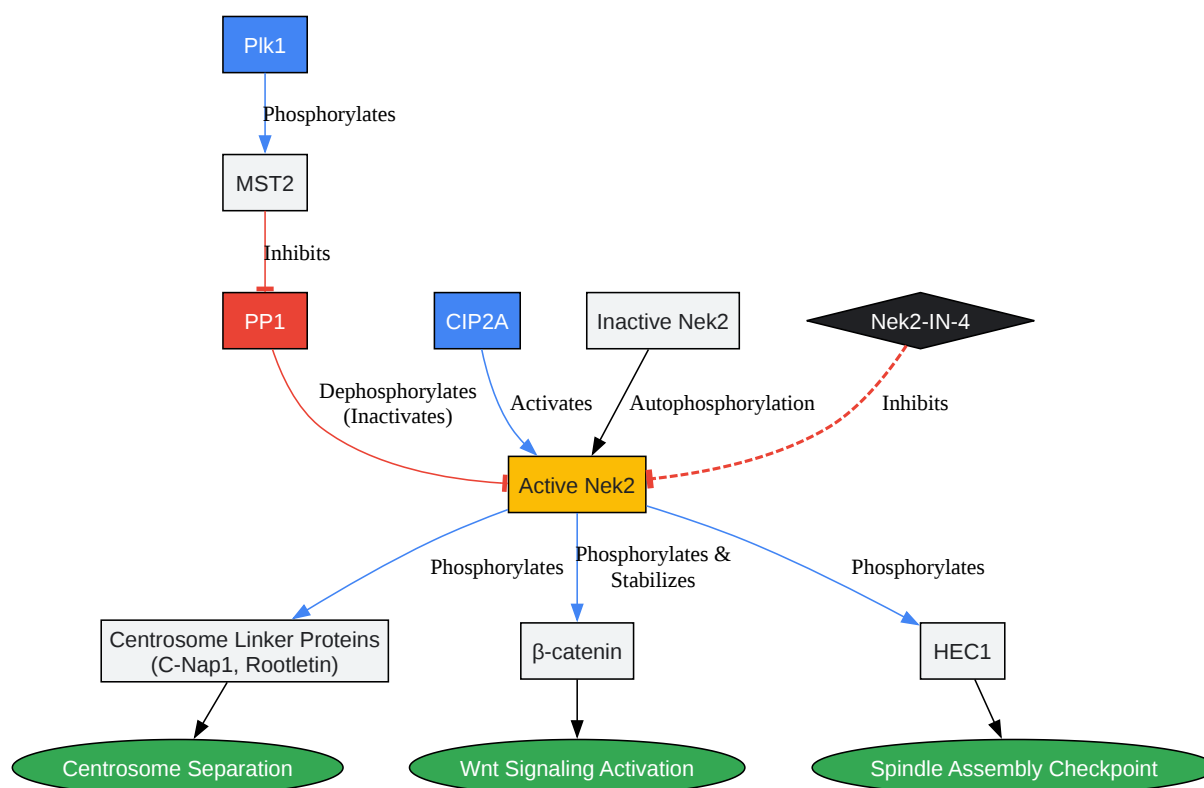 Plk1
Phosphorylates
MST2
Inhibits
PP1
CIP2A
Inactive Nek2
Nek2-IN-4
Dephosphorylates
(Inactivates)
Activates
Autophosphorylation
Inhibits
Active Nek2
Phosphorylates
Phosphorylates &
Stabilizes
Phosphorylates
Centrosome Linker Proteins
(C-Nap1, Rootletin)
β-catenin
HEC1
Centrosome Separation
Wnt Signaling Activation
Spindle Assembly Checkpoint